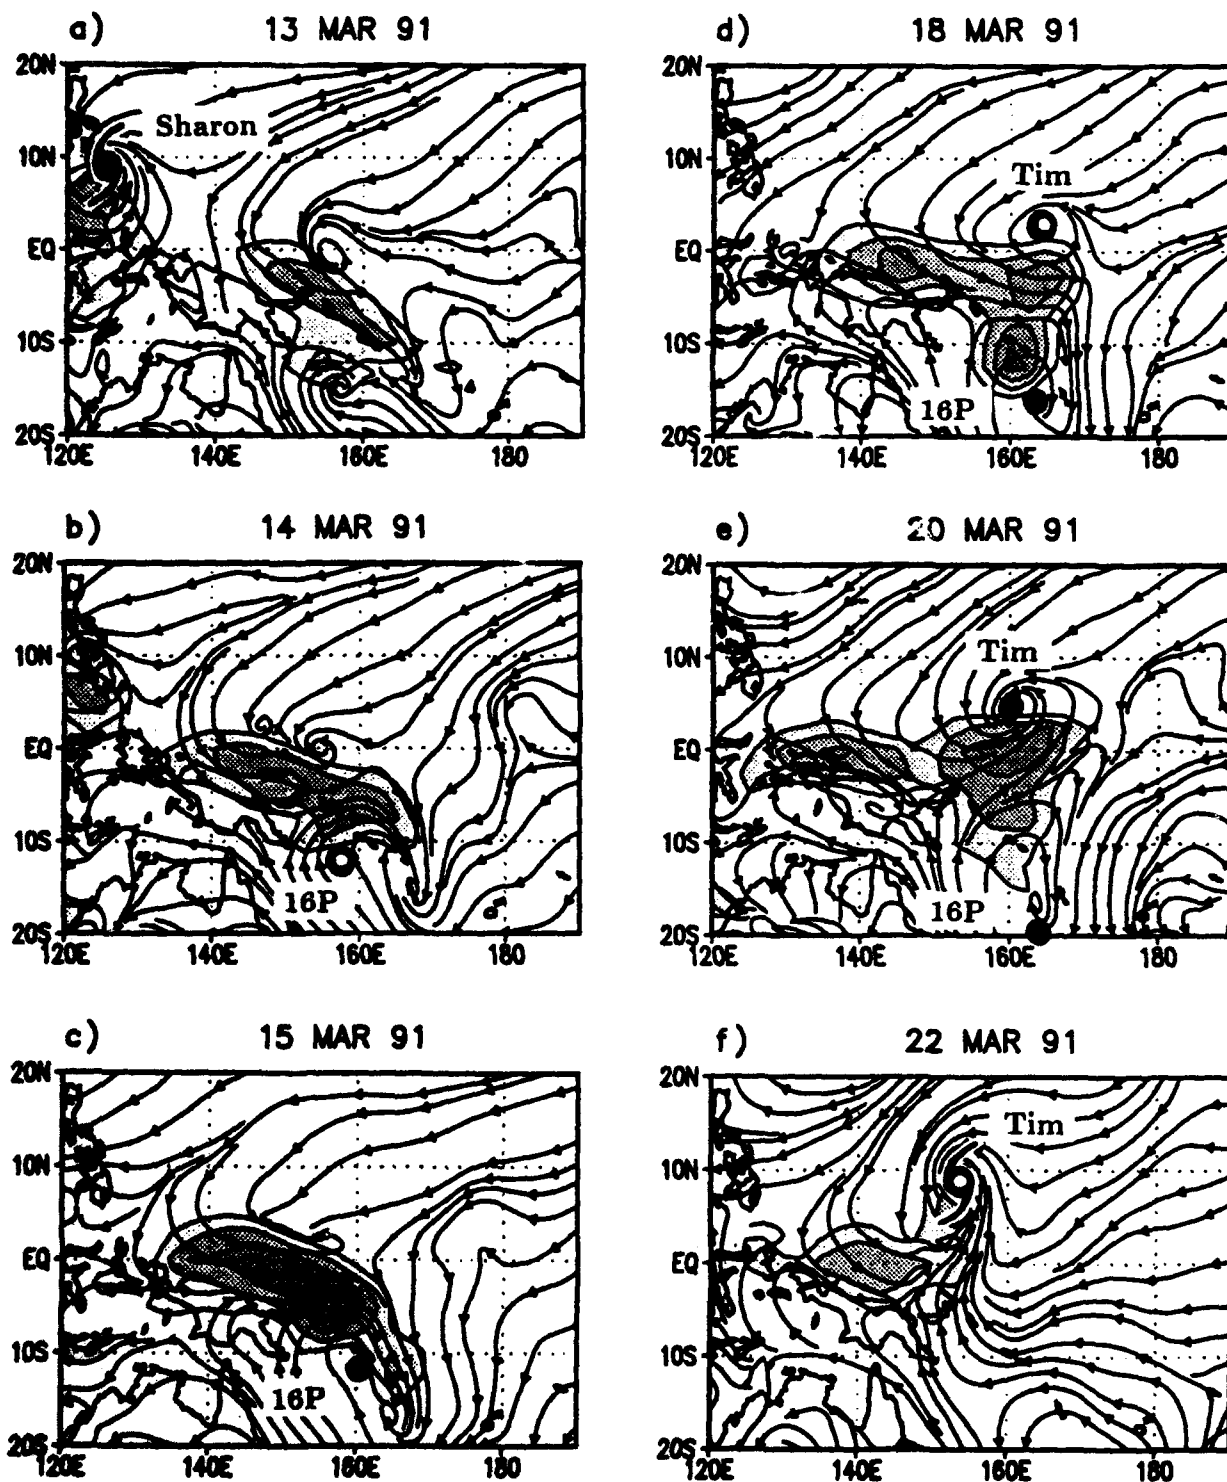 a) 13 MAR 91
20N
10N
EQ
10S
20S
120E 140E 160E 180
Sharon
b) 14 MAR 91
20N
10N
EQ
10S
20S
120E 140E 160E 180
16P
c) 15 MAR 91
20N
10N
EQ
10S
20S
120E 140E 160E 180
16P
d) 18 MAR 91
20N
10N
EQ
10S
20S
120E 140E 160E 180
Tim
16P
e) 20 MAR 91
20N
10N
EQ
10S
20S
120E 140E 160E 180
Tim
16P
f) 22 MAR 91
20N
10N
EQ
10S
20S
120E 140E 160E 180
Tim